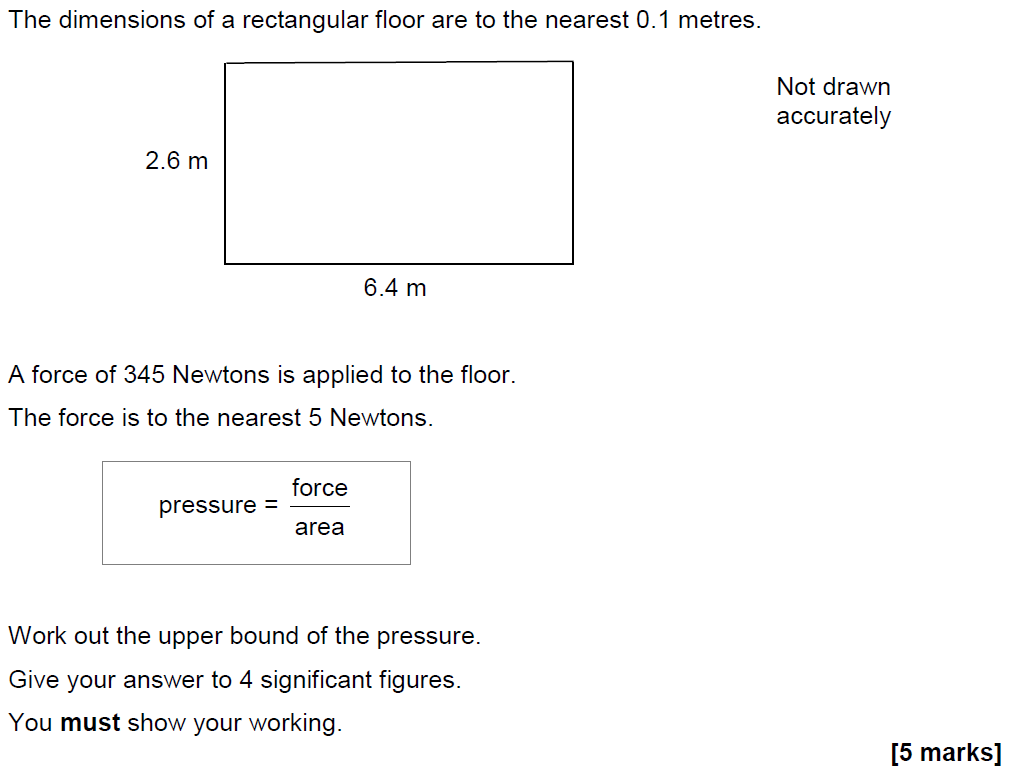 The dimensions of a rectangular floor are to the nearest 0.1 metres.
Not drawn
accurately
2.6 m
6.4 m
A force of 345 Newtons is applied to the floor.
The force is to the nearest 5 Newtons.
force
pressure =
area
Work out the upper bound of the pressure.
Give your answer to 4 significant figures.
You must show your working.
[5 marks]